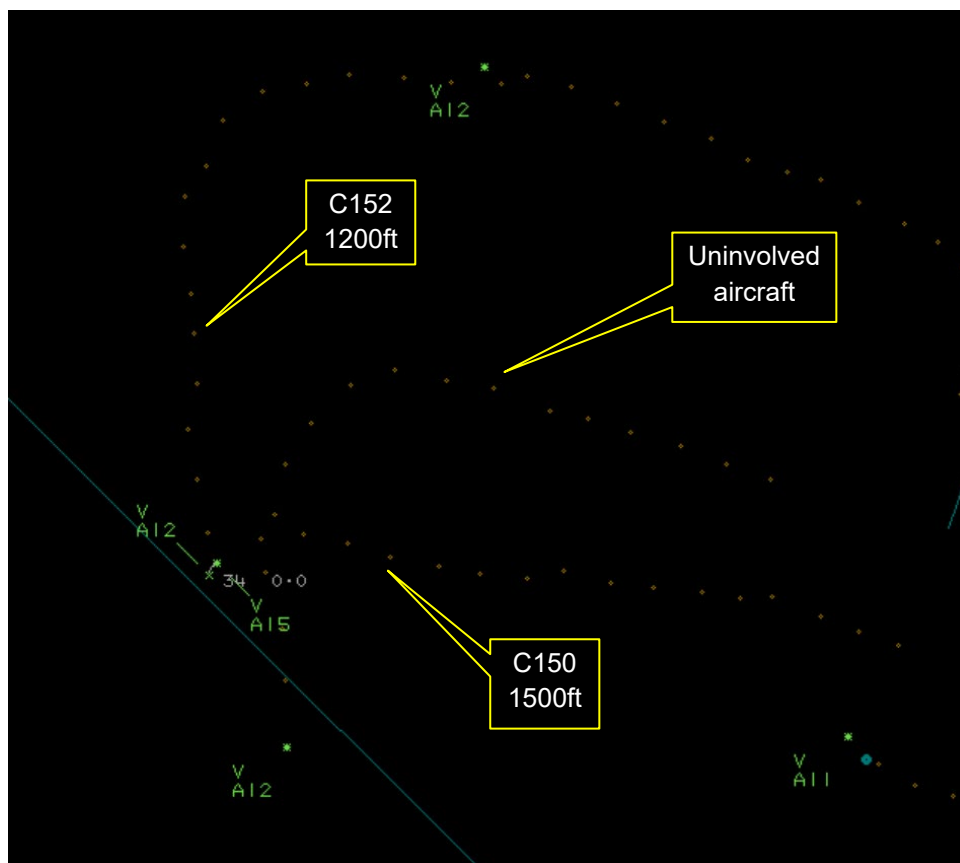 V
A12
C152
1200ft
Uninvolved
aircraft
V
A12
34 0·0
V
A15
C150
1500ft
V
A12
V
A11